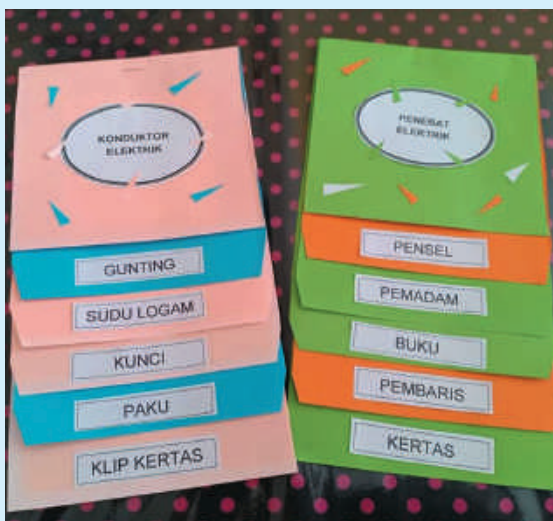 KONDUKTOR
ELEKTRIK
GUNTING
SUDU LOGAM
KUNCI
PAKU
KLIP KERTAS
PENEBAT
ELEKTRIK
PENSEL
PEMADAM
BUKU
PEMBARIS
KERTAS